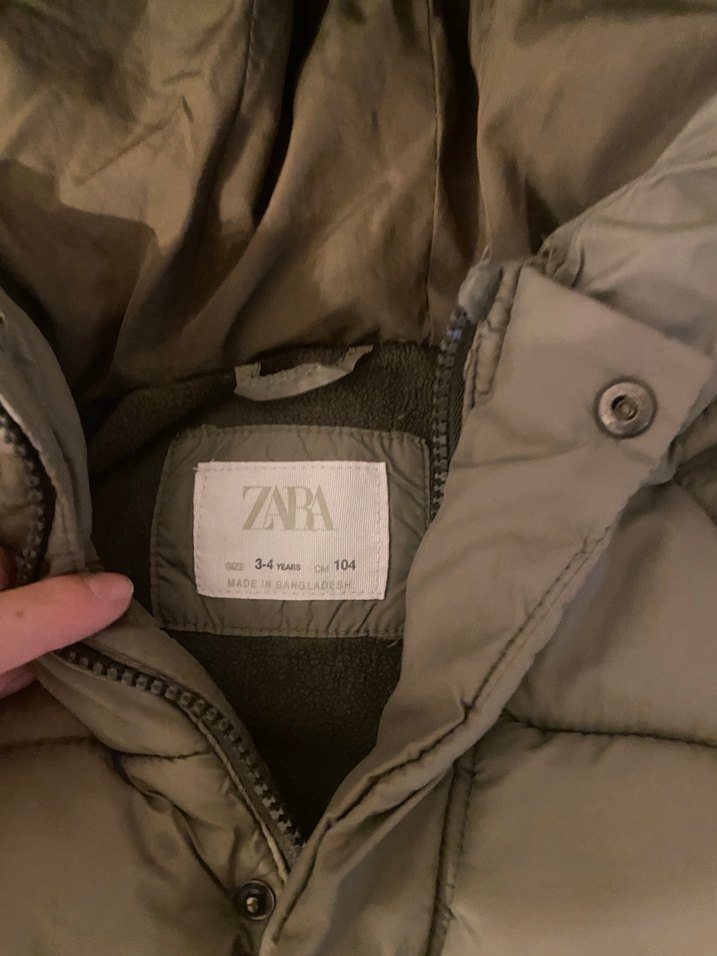 ZARA
SIZE 3-4 YEARS CM 104
MADE IN BANGLADESH